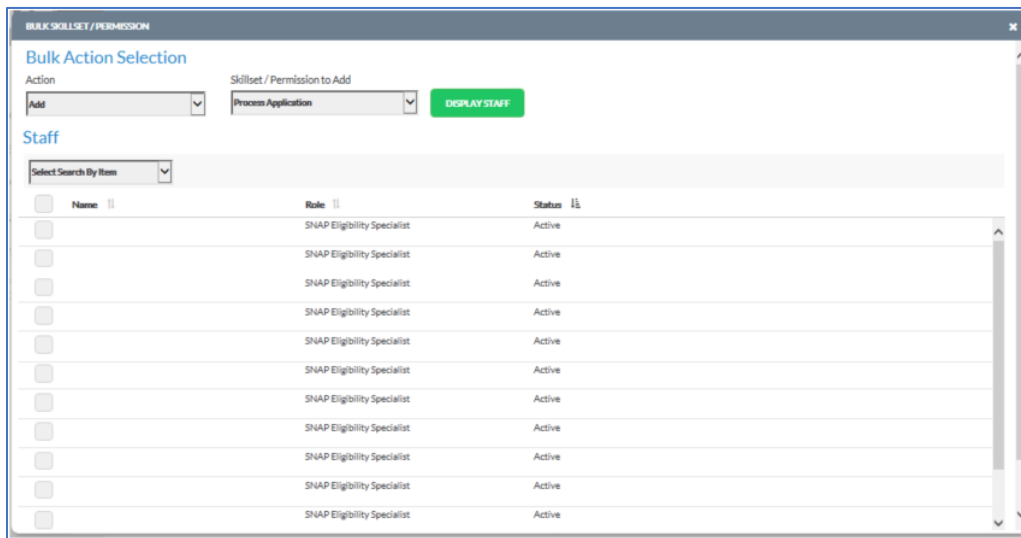 BULK SKILLSET / PERMISSION
Bulk Action Selection
Action Skillset / Permission to Add
Add Process Application DISPLAY STAFF
Staff
Select Search By Item
Name Role Status
SNAP Eligibility Specialist Active
SNAP Eligibility Specialist Active
SNAP Eligibility Specialist Active
SNAP Eligibility Specialist Active
SNAP Eligibility Specialist Active
SNAP Eligibility Specialist Active
SNAP Eligibility Specialist Active
SNAP Eligibility Specialist Active
SNAP Eligibility Specialist Active
SNAP Eligibility Specialist Active
SNAP Eligibility Specialist Active